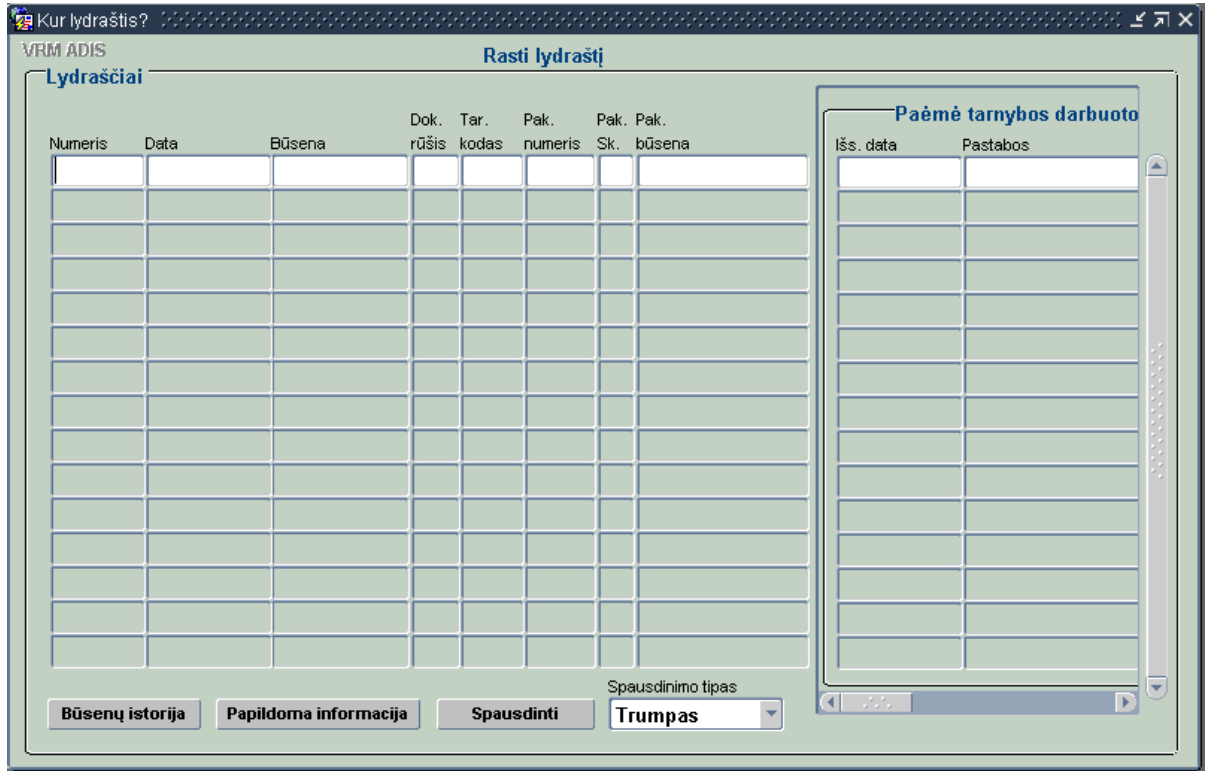 Kur lydraštis?
VRM ADIS
Rasti lydraštį
Lydraščiai
Paėmė tarnybos darbuoto
Dok. Tar. Pak. Pak. Pak.
Numeris Data Būsena rūšis kodas numeris Sk. būsena Išs. data Pastabos
Spausdinimo tipas
Būsenų istorija Papildoma informacija Spausdinti Trumpas